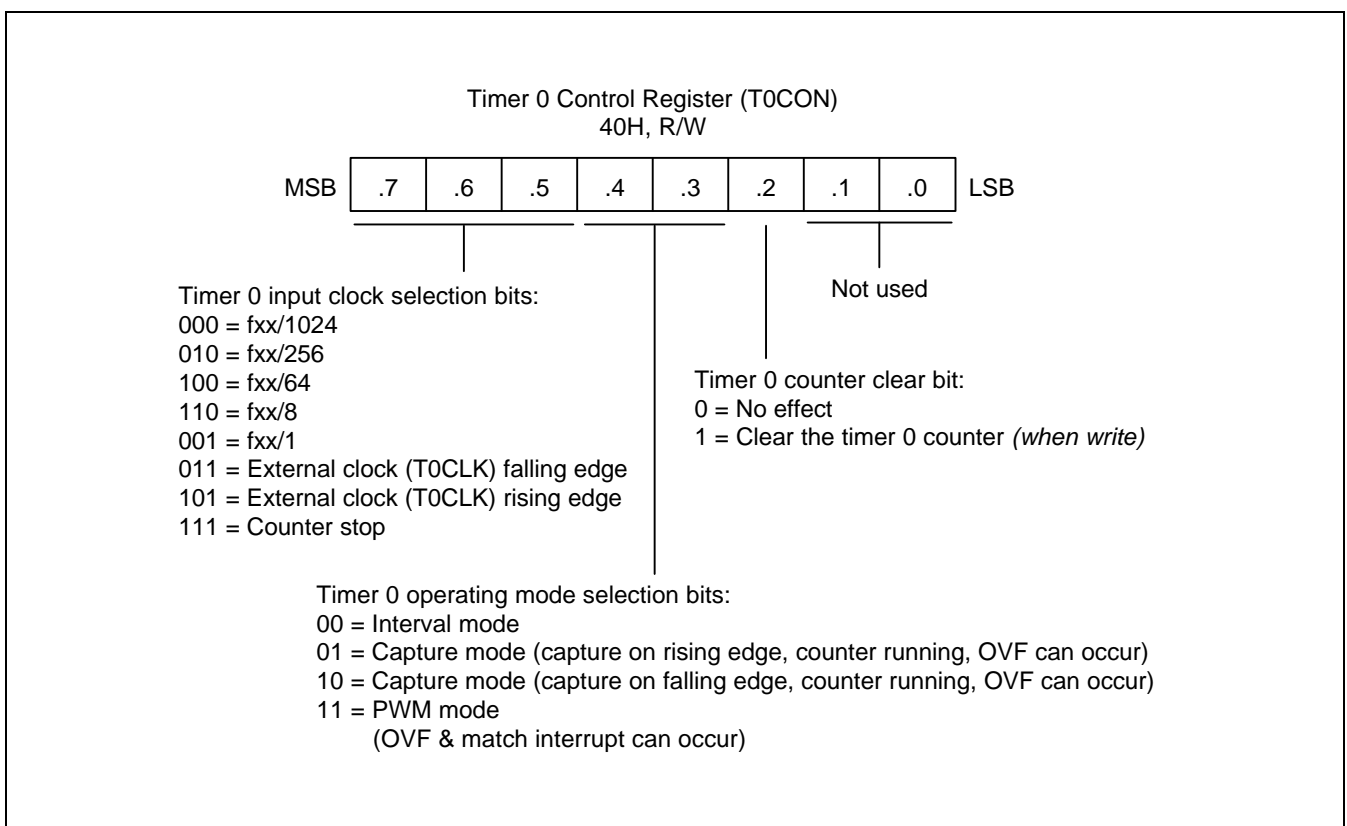 Timer 0 Control Register (T0CON)
40H, R/W
MSB .7 .6 .5 .4 .3 .2 .1 .0 LSB
Timer 0 input clock selection bits:
000 = fxx/1024
010 = fxx/256
100 = fxx/64
110 = fxx/8
001 = fxx/1
011 = External clock (T0CLK) falling edge
101 = External clock (T0CLK) rising edge
111 = Counter stop
Not used
Timer 0 counter clear bit:
0 = No effect
1 = Clear the timer 0 counter (when write)
Timer 0 operating mode selection bits:
00 = Interval mode
01 = Capture mode (capture on rising edge, counter running, OVF can occur)
10 = Capture mode (capture on falling edge, counter running, OVF can occur)
11 = PWM mode
(OVF & match interrupt can occur)